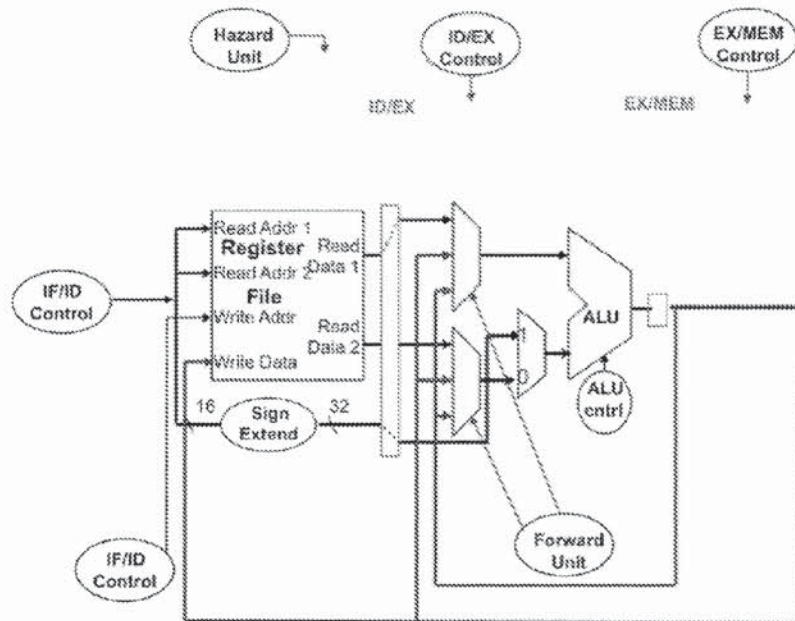 Hazard
Unit
ID/EX
Control
EX/MEM
Control
ID/EX
EX/MEM
Read Addr 1
Register
Read
Data 1
Read Addr 2
File
IF/ID
Control
Write Addr
Read
Data 2
Write Data
16
Sign
Extend
32
1
0
ALU
ALU
cntrl
IF/ID
Control
Forward
Unit